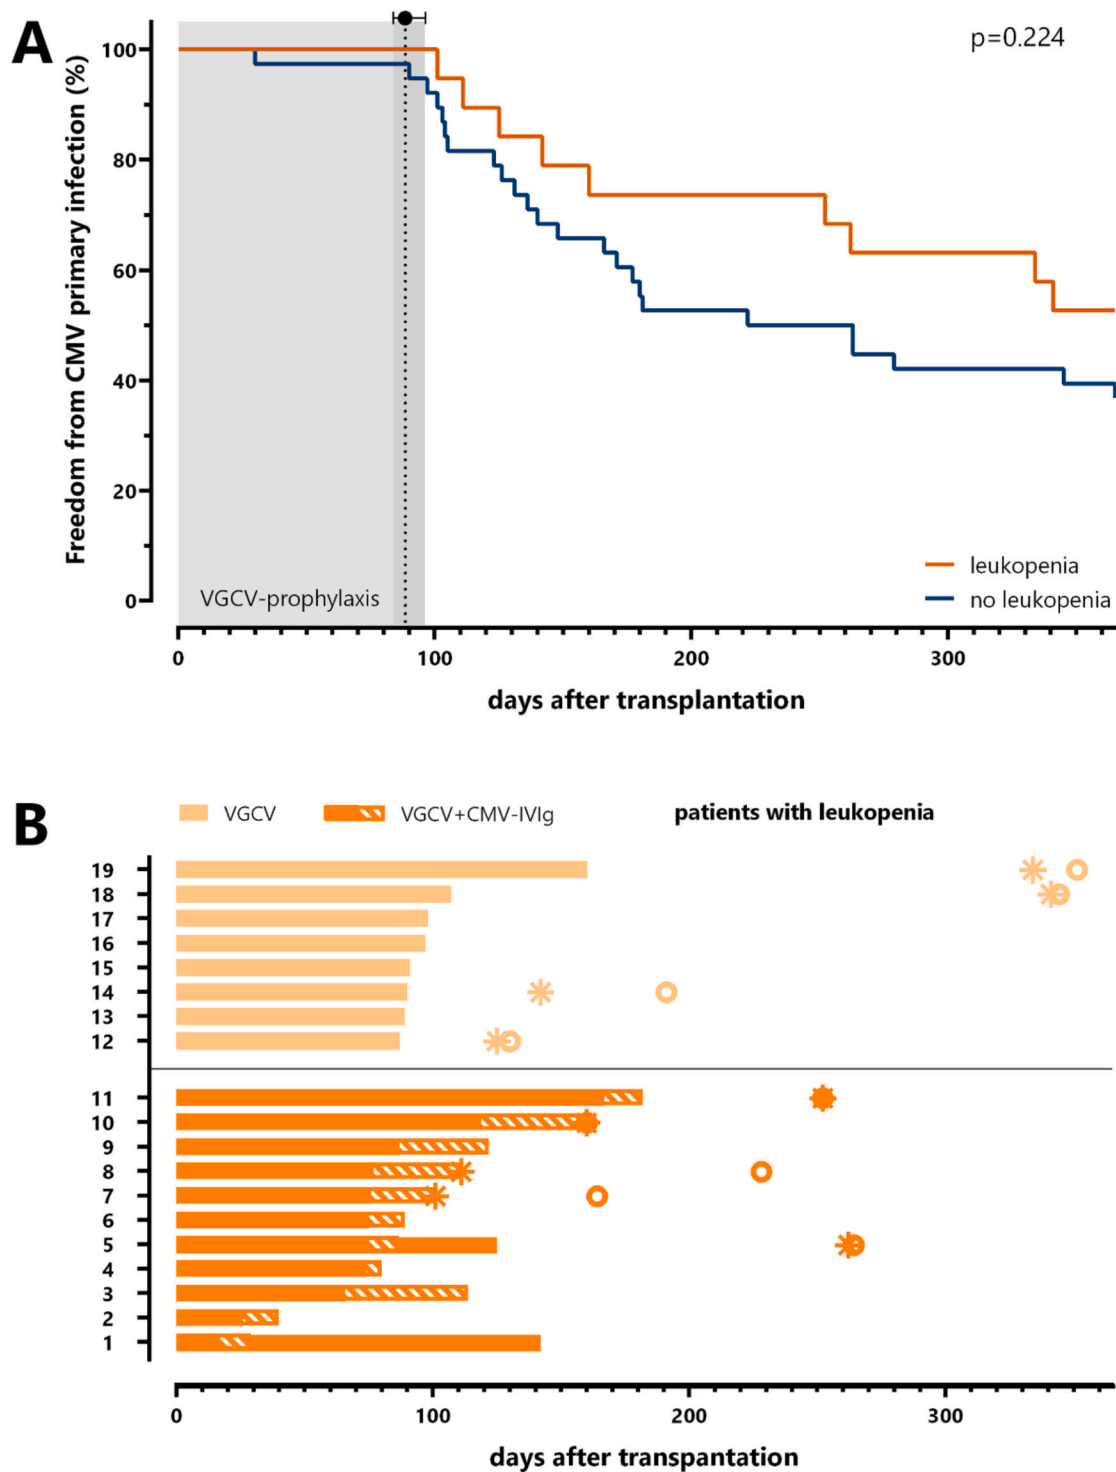 A
p=0.224
Freedom from CMV primary infection (%)
100
80
60
40
20
0
VGCV-prophylaxis
leukopenia
no leukopenia
0 100 200 300
days after transplantation
B
VGCV VGCV+CMV-IVIg patients with leukopenia
19
18
17
16
15
14
13
12
11
10
9
8
7
6
5
4
3
2
1
0 100 200 300
days after transpantation